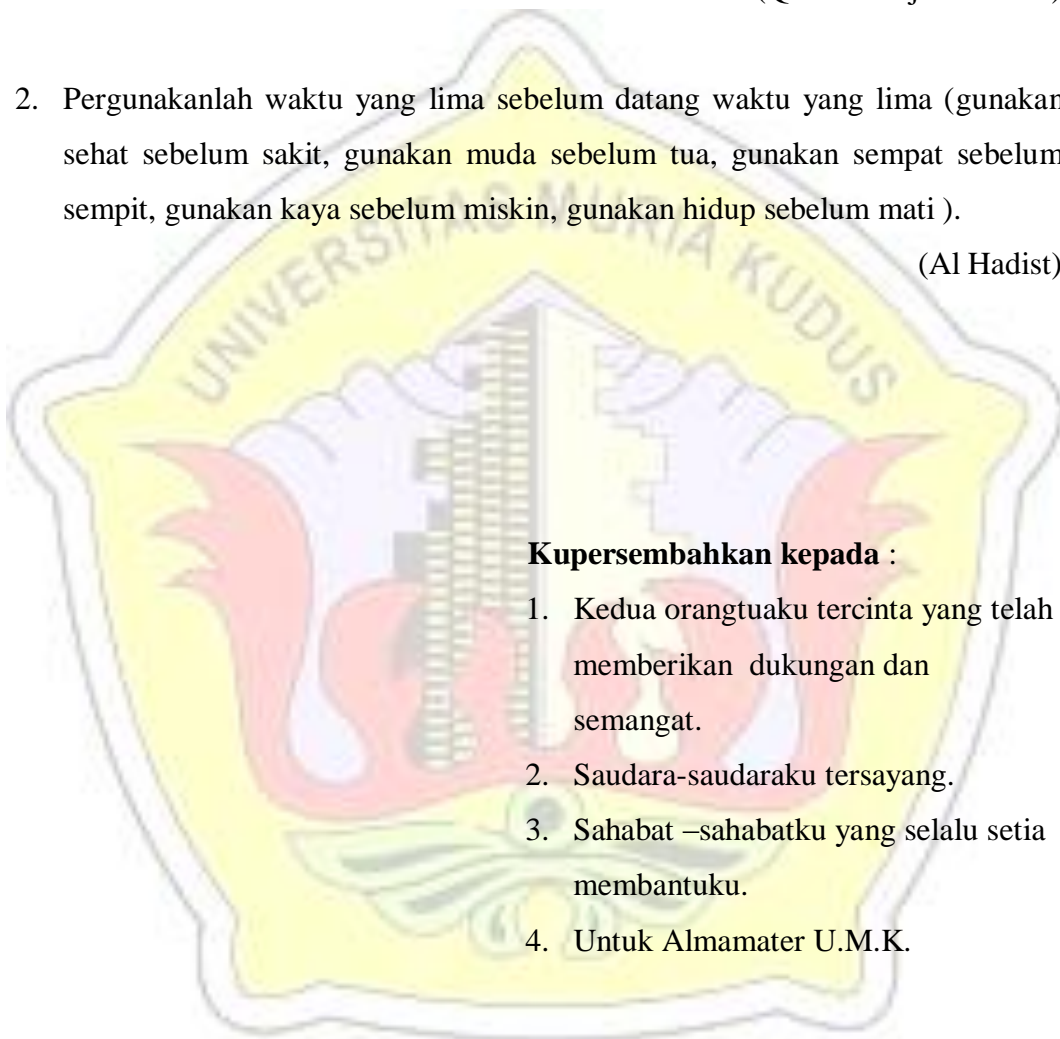 2. Pergunakanlah waktu yang lima sebelum datang waktu yang lima (gunakan
sehat sebelum sakit, gunakan muda sebelum tua, gunakan sempat sebelum
sempit, gunakan kaya sebelum miskin, gunakan hidup sebelum mati ).
(Al Hadist)
UNIVERSITAS MURIA KUDUS
Kupersembahkan kepada :
1. Kedua orangtuaku tercinta yang telah
memberikan dukungan dan
semangat.
2. Saudara-saudaraku tersayang.
3. Sahabat –sahabatku yang selalu setia
membantuku.
4. Untuk Almamater U.M.K.